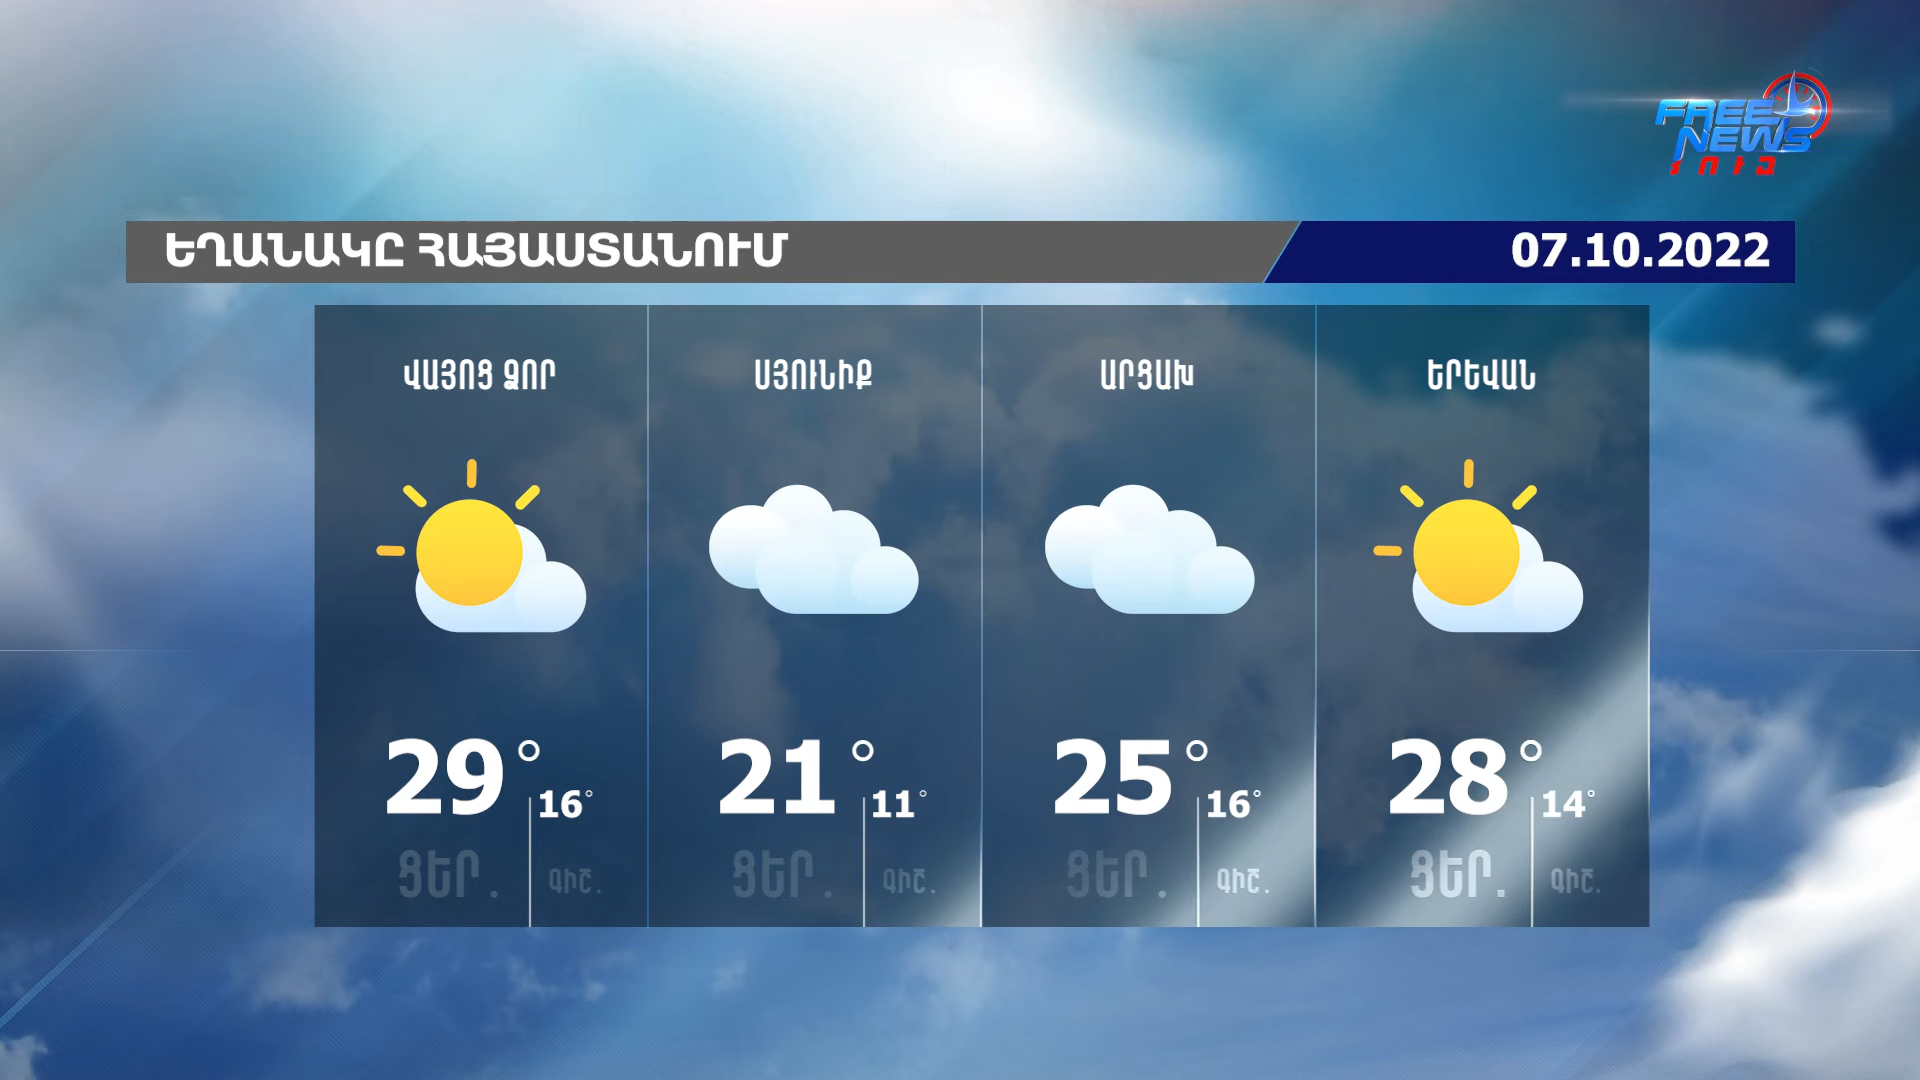 FREE
NEWS
ԼՈՒՁ
ԵՂԱՆԱԿԸ ՀԱՅԱՍՏԱՆՈՒՄ
07.10.2022
ՎԱՅՈՑ ՁՈՐ
ՍՅՈՒՆԻՔ
ԱՐՑԱԽ
ԵՐԵՎԱՆ
29° 16°
21° 11°
25° 16°
28° 14°
ՑԵՐ. ԳԻՇ.
ՑԵՐ. ԳԻՇ.
ՑԵՐ. ԳԻՇ.
ՑԵՐ. ԳԻՇ.